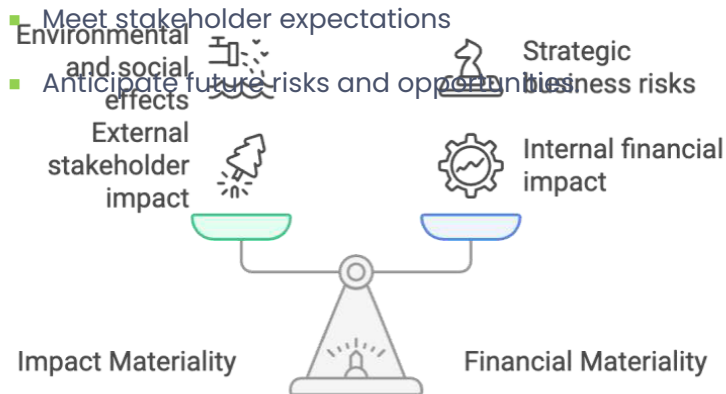 Meet stakeholder expectations
Anticipate future risks and opportunities
Environmental
and social
effects
Strategic
business risks
External
stakeholder
impact
Internal financial
impact
Impact Materiality
Financial Materiality